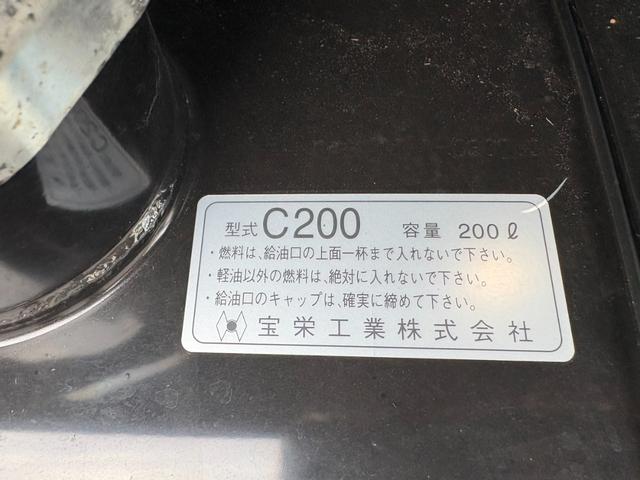 型式 C200 容量 200ℓ
・燃料は、給油口の上面一杯まで入れないで下さい。
・軽油以外の燃料は、絶対に入れないで下さい。
・給油口のキャップは、確実に締めて下さい。
宝栄工業株式会社